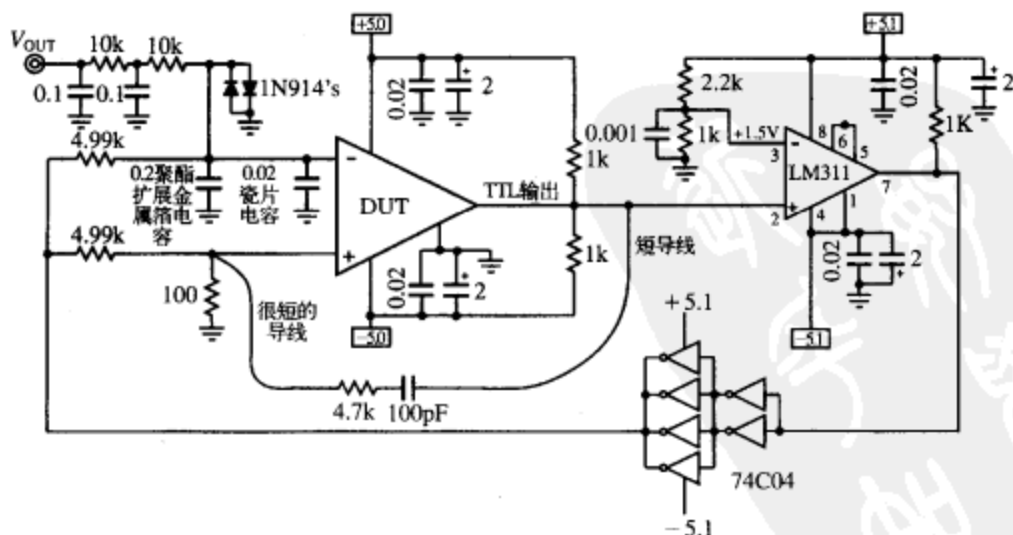 V_OUT
10k
10k
0.1
0.1
1N914's
4.99k
0.2聚酯
扩展金
属箔电
容
0.02
瓷片
电容
4.99k
100
很短的
导线
4.7k
100pF
+5.0
0.02
2
−
DUT
+
0.02
2
−5.0
1k
TTL输出
1k
短导线
+5.1
2.2k
0.001
1k
+1.5V
3
−
8
6
5
LM311
7
+
2
4
1
0.02
2
1K
0.02
2
−5.1
+5.1
74C04
−5.1